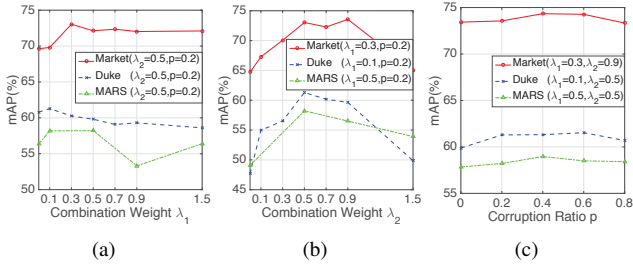 75
70
65
60
55
50
mAP(%)
Market(λ2=0.5,p=0.2)
Duke (λ2=0.5,p=0.2)
MARS (λ2=0.5,p=0.2)
0.1 0.3 0.5 0.7 0.9 1.5
Combination Weight λ1
(a)
75
70
65
60
55
50
45
mAP(%)
Market(λ1=0.3,p=0.2)
Duke (λ1=0.1,p=0.2)
MARS (λ1=0.5,p=0.2)
0.1 0.3 0.5 0.7 0.9 1.5
Combination Weight λ2
(b)
75
70
65
60
55
mAP(%)
Market(λ1=0.3,λ2=0.9)
Duke (λ1=0.1,λ2=0.5)
MARS (λ1=0.5,λ2=0.5)
0 0.2 0.4 0.6 0.8
Corruption Ratio p
(c)